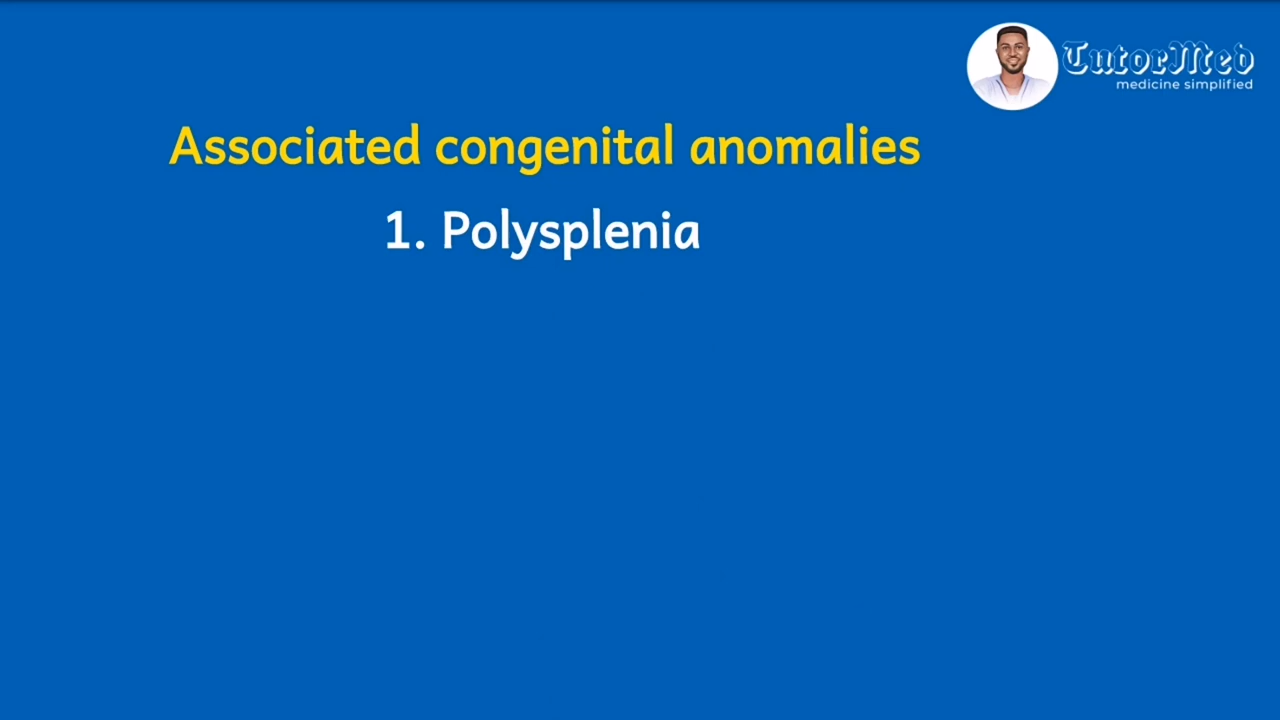 TutorMed
medicine simplified
Associated congenital anomalies
1. Polysplenia